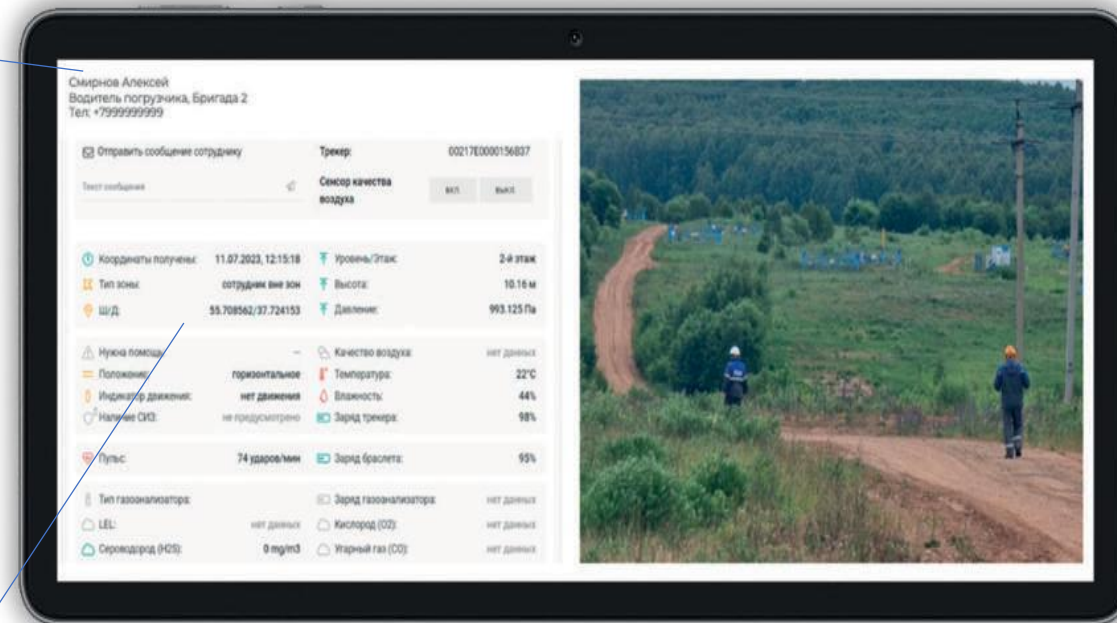 Смирнов Алексей
Водитель погрузчика, Бригада 2
Тел: +7999999999
Отправить сообщение сотруднику
Текст сообщения
Трекер: 00217E0000156837
Сенсор качества воздуха
вкл выкл
Координаты получены: 11.07.2023, 12:15:18 Уровень/Этаж: 2-й этаж
Тип зоны: сотрудник вне зон Высота: 10.16 м
Ш/Д: 55.708562/37.724153 Давление: 993.125 Па
Нужна помощь: — Качество воздуха: нет данных
Положение: горизонтальное Температура: 22°C
Индикатор движения: нет движения Влажность: 44%
Наличие СИЗ: не предусмотрено Заряд трекера: 98%
Пульс: 74 ударов/мин Заряд браслета: 95%
Тип газоанализатора: Заряд газоанализатора: нет данных
LEL: нет данных Кислород (O2): нет данных
Сероводород (H2S): 0 mg/m3 Угарный газ (CO): нет данных